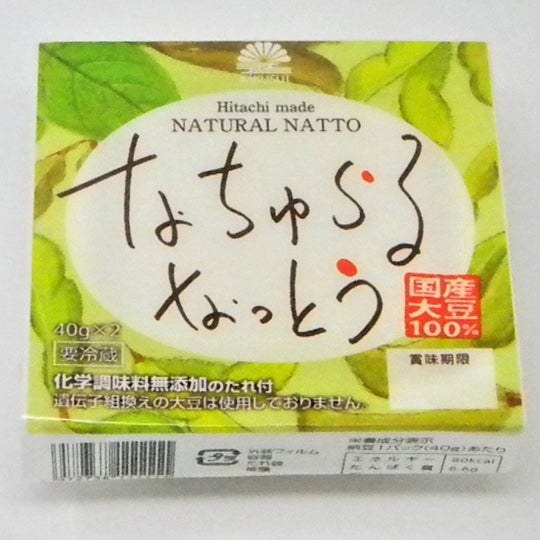 Hitachi made
NATURAL NATTO
なちゅらる
なっとう
国産
大豆
100%
40g×2
要冷蔵
賞味期限
化学調味料無添加のたれ付
遺伝子組換えの大豆は使用しておりません。
栄養成分表示
納豆1パック(40g)あたり
エネルギー 80kcal
たんぱく質 6.6g
外装フィルム
容器
たれ袋